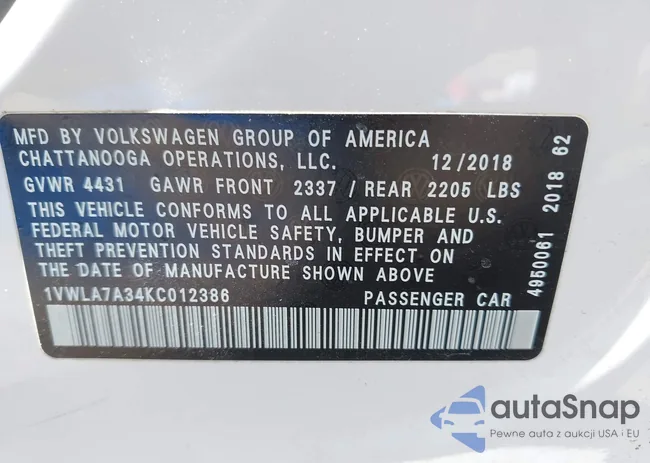 MFD BY VOLKSWAGEN GROUP OF AMERICA
CHATTANOOGA OPERATIONS, LLC. 12/2018
GVWR 4431 GAWR FRONT 2337 / REAR 2205 LBS
THIS VEHICLE CONFORMS TO ALL APPLICABLE U.S.
FEDERAL MOTOR VEHICLE SAFETY, BUMPER AND
THEFT PREVENTION STANDARDS IN EFFECT ON
THE DATE OF MANUFACTURE SHOWN ABOVE
1VWLA7A34KC012386 PASSENGER CAR
4950061 2018 62
autoSnap
Pewne auta z aukcji USA i EU